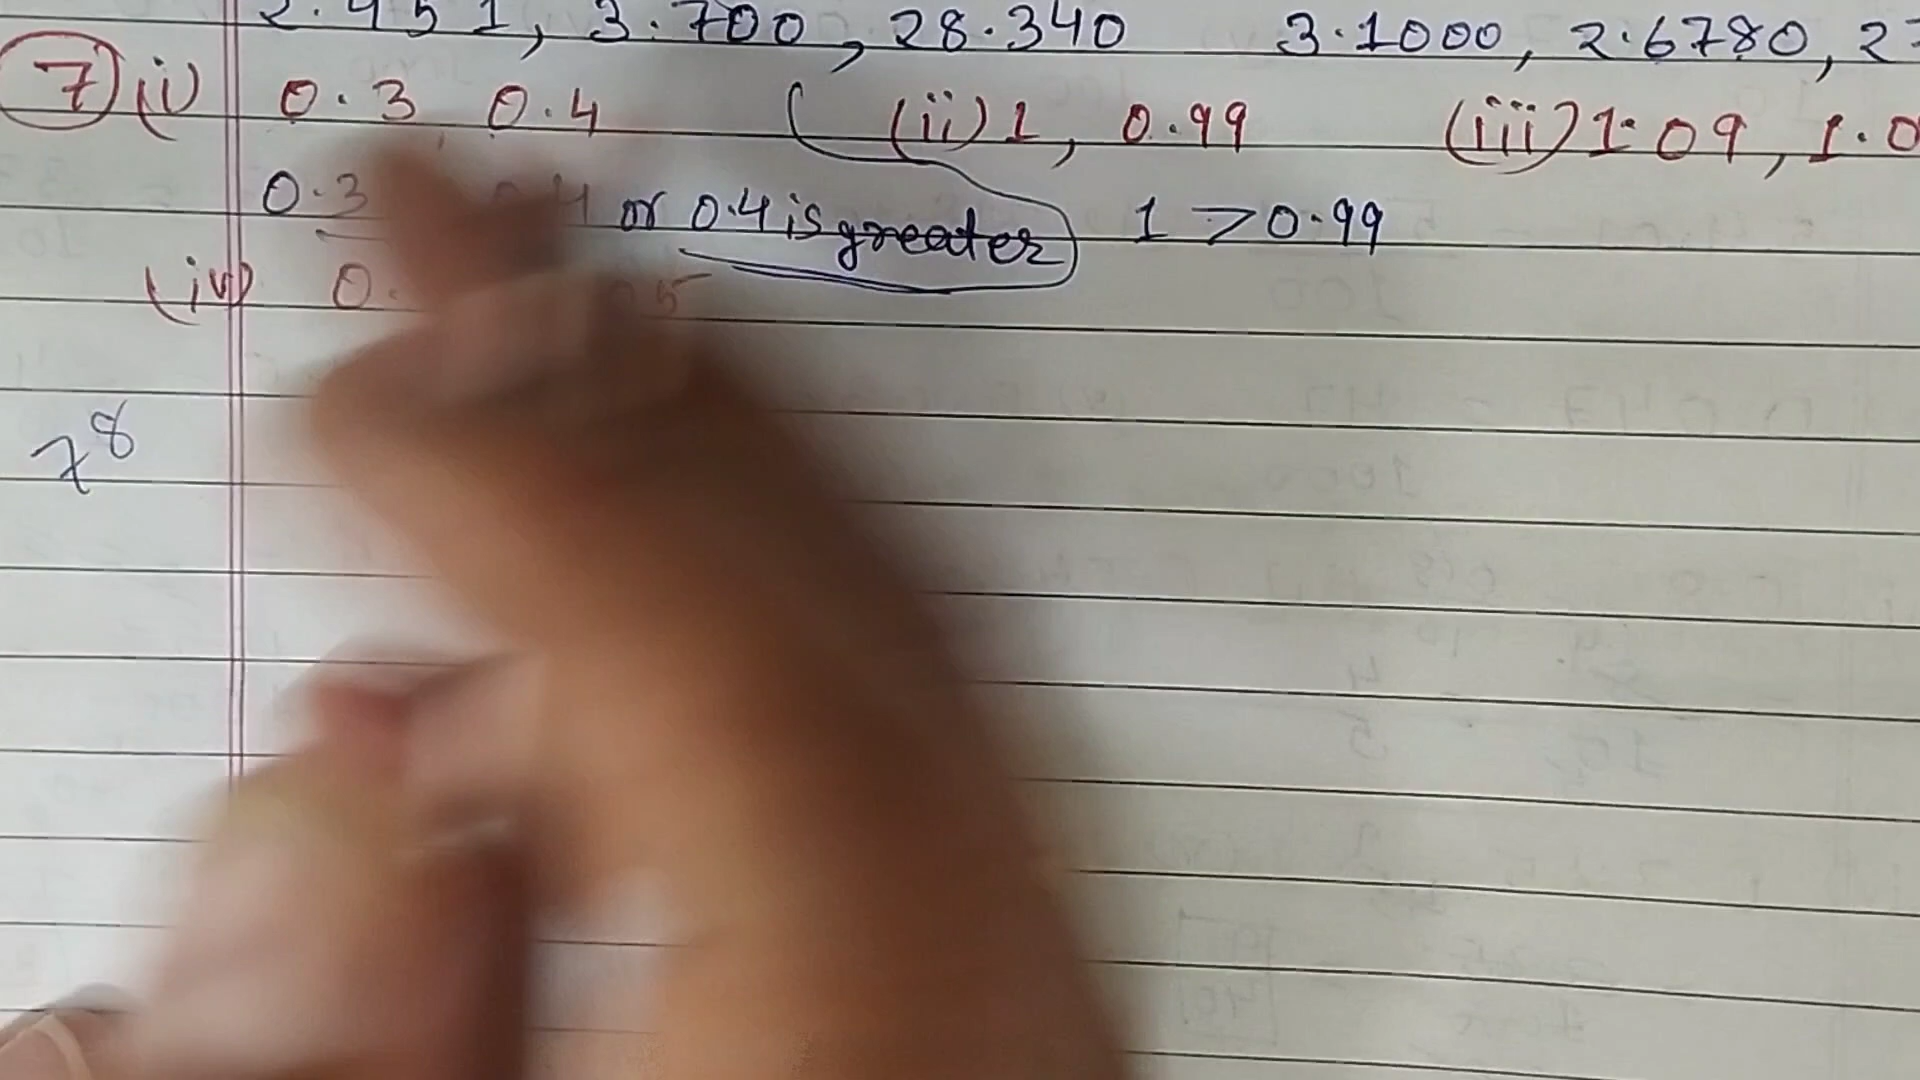 2.451, 3.700, 28.340 3.1000, 2.6780, 2
7 (i) 0.3, 0.4 (ii) 1, 0.99 (iii) 1.09, 1.0
0.3 or 0.4 is greater 1 > 0.99
(iv) 0. 5
7 8